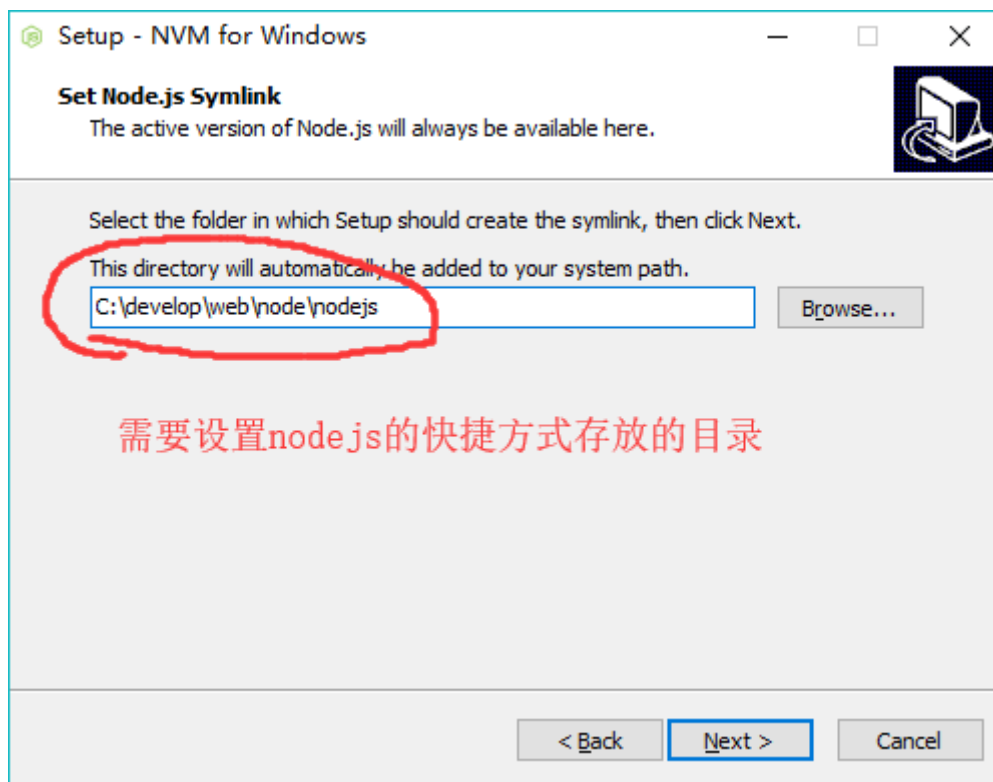 Setup - NVM for Windows
Set Node.js Symlink
The active version of Node.js will always be available here.
Select the folder in which Setup should create the symlink, then click Next.
This directory will automatically be added to your system path.
C:\develop\web\node\nodejs
Browse...
需要设置nodejs的快捷方式存放的目录
< Back
Next >
Cancel